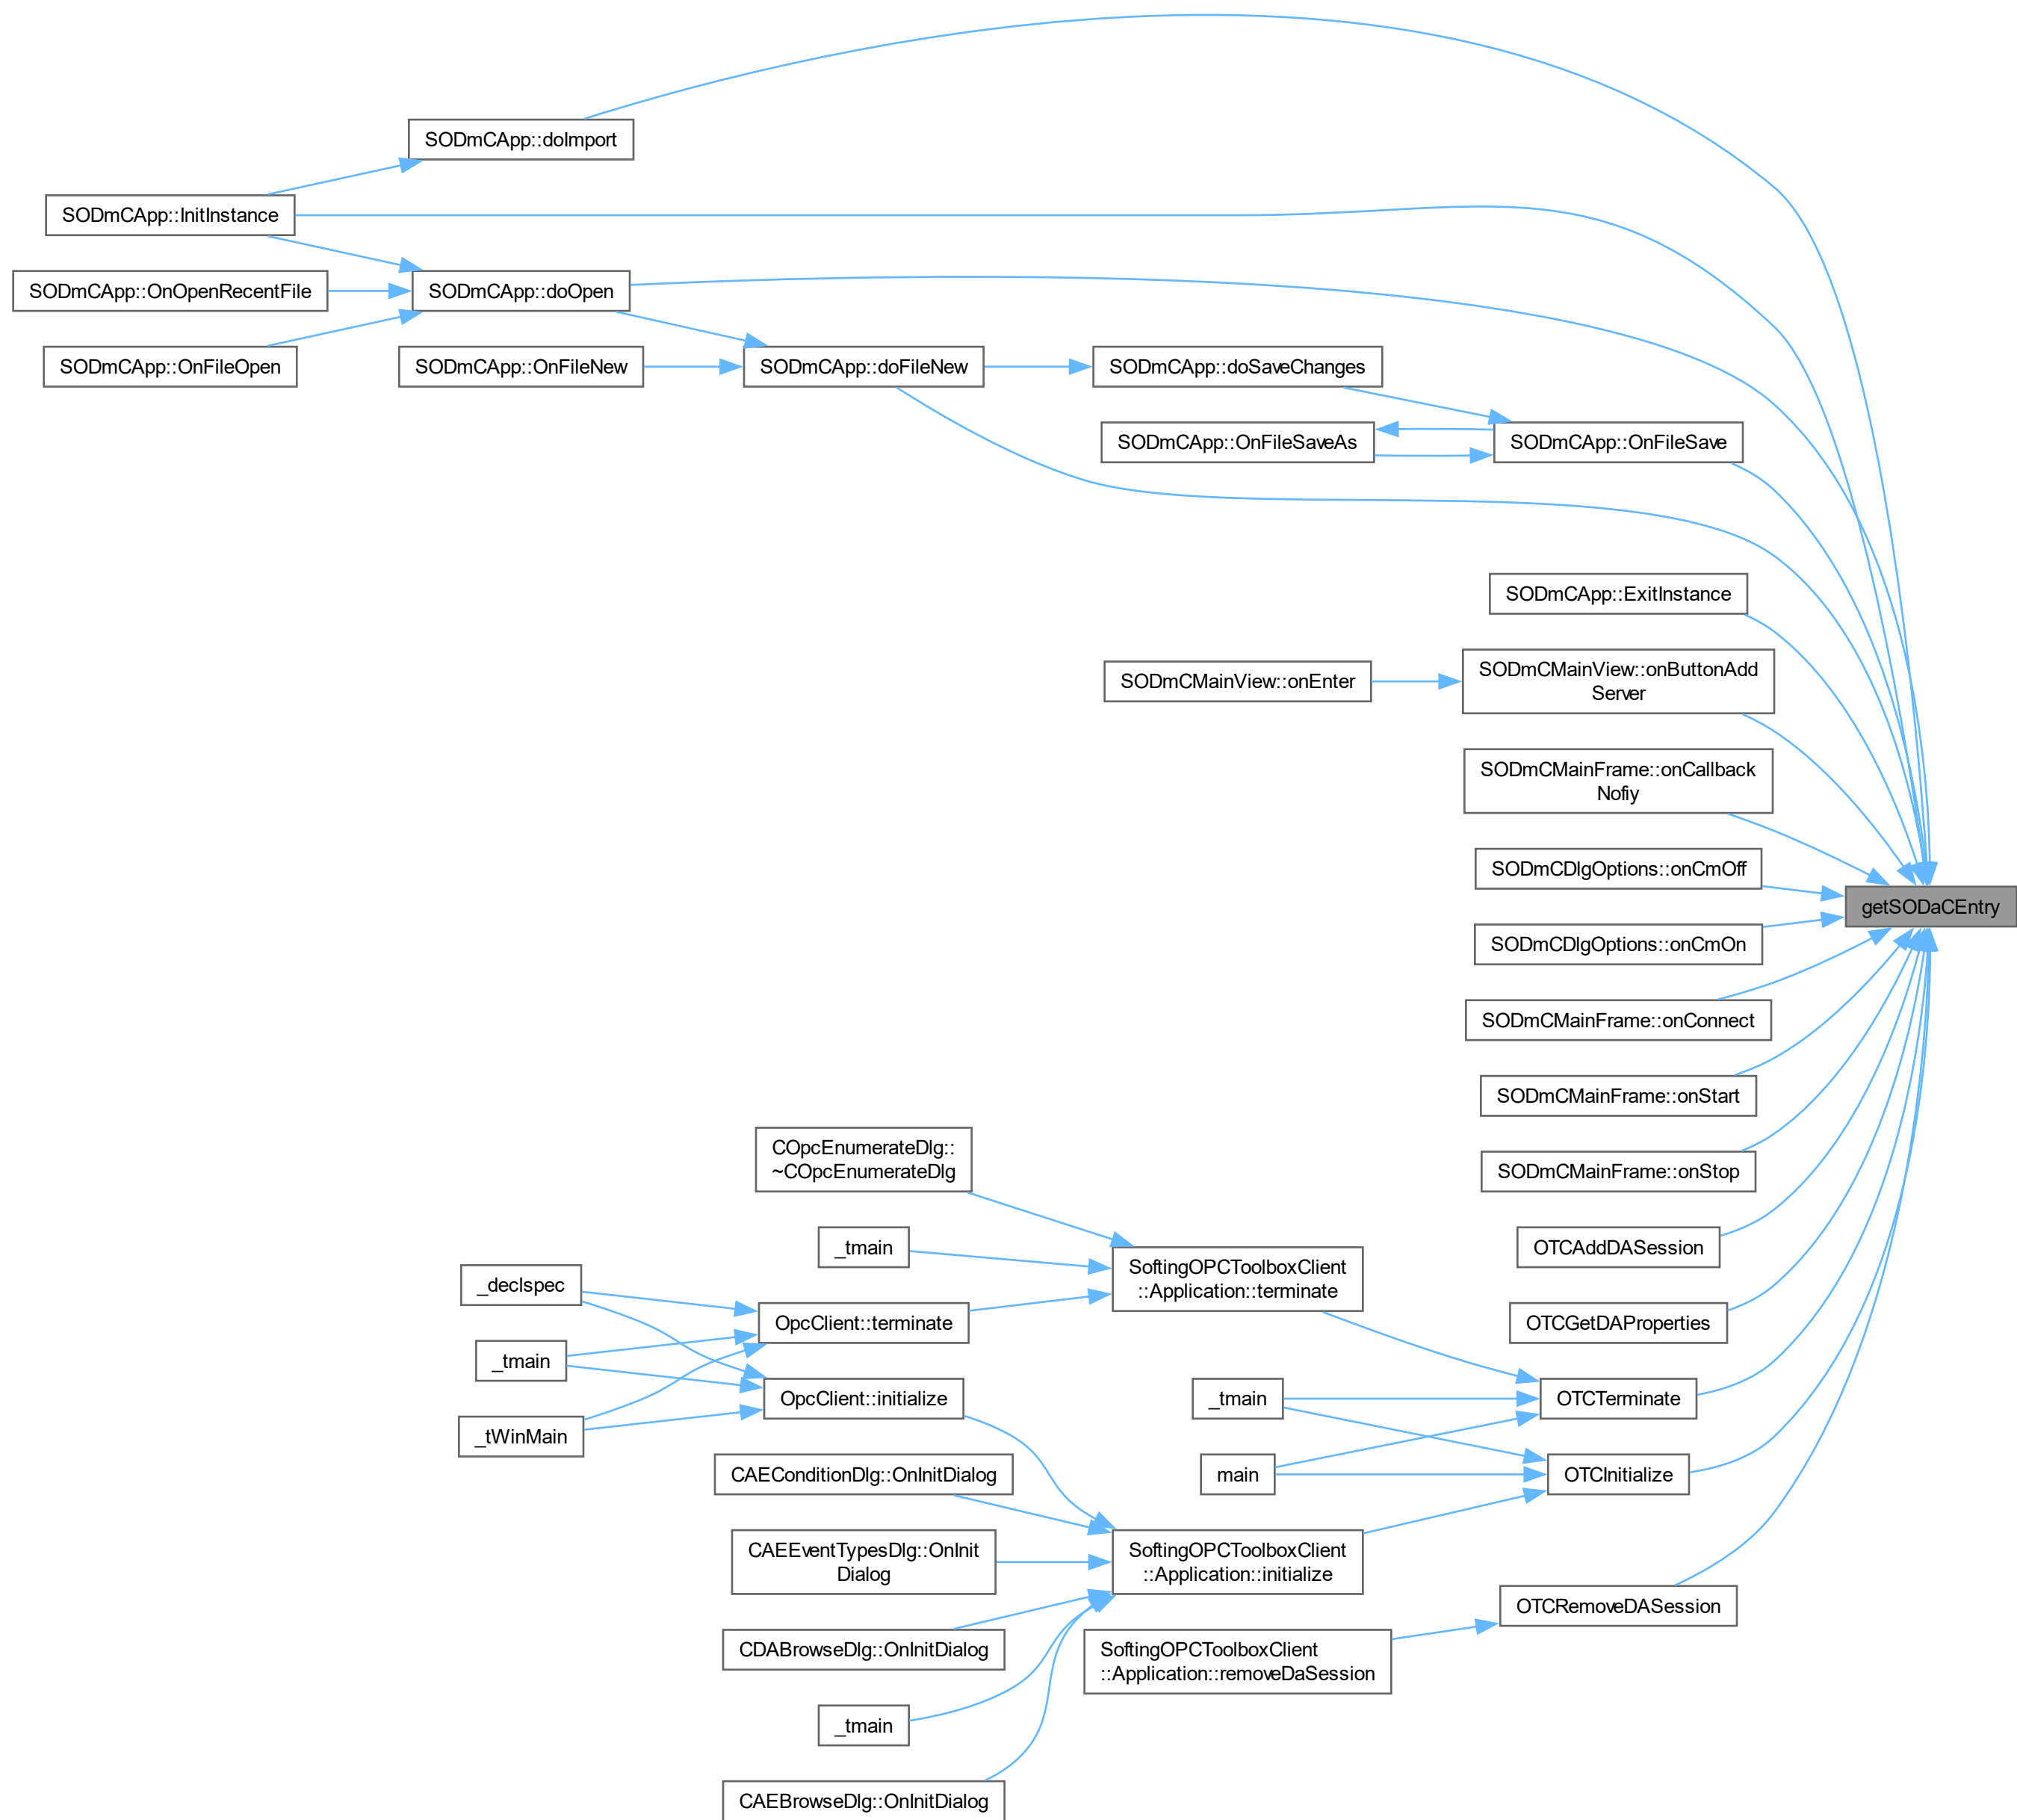 SODmCApp::doImport
SODmCApp::InitInstance
SODmCApp::OnOpenRecentFile
SODmCApp::doOpen
SODmCApp::OnFileOpen
SODmCApp::OnFileNew
SODmCApp::doFileNew
SODmCApp::doSaveChanges
SODmCApp::OnFileSaveAs
SODmCApp::OnFileSave
SODmCApp::ExitInstance
SODmCMainView::onEnter
SODmCMainView::onButtonAdd
Server
SODmCMainFrame::onCallback
Nofiy
SODmCDlgOptions::onCmOff
getSODaCEntry
SODmCDlgOptions::onCmOn
SODmCMainFrame::onConnect
SODmCMainFrame::onStart
SODmCMainFrame::onStop
COpcEnumerateDlg::
~COpcEnumerateDlg
_tmain
OTCAddDASession
SoftingOPCToolboxClient
::Application::terminate
_declspec
OpcClient::terminate
OTCGetDAProperties
_tmain
OpcClient::initialize
_tmain
OTCTerminate
_tWinMain
CAEConditionDlg::OnInitDialog
main
OTCInitialize
CAEEventTypesDlg::OnInit
Dialog
SoftingOPCToolboxClient
::Application::initialize
OTCRemoveDASession
CDABrowseDlg::OnInitDialog
SoftingOPCToolboxClient
::Application::removeDaSession
_tmain
CAEBrowseDlg::OnInitDialog